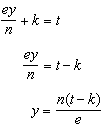 ey/n + k = t
ey/n = t − k
y = n(t − k)/e